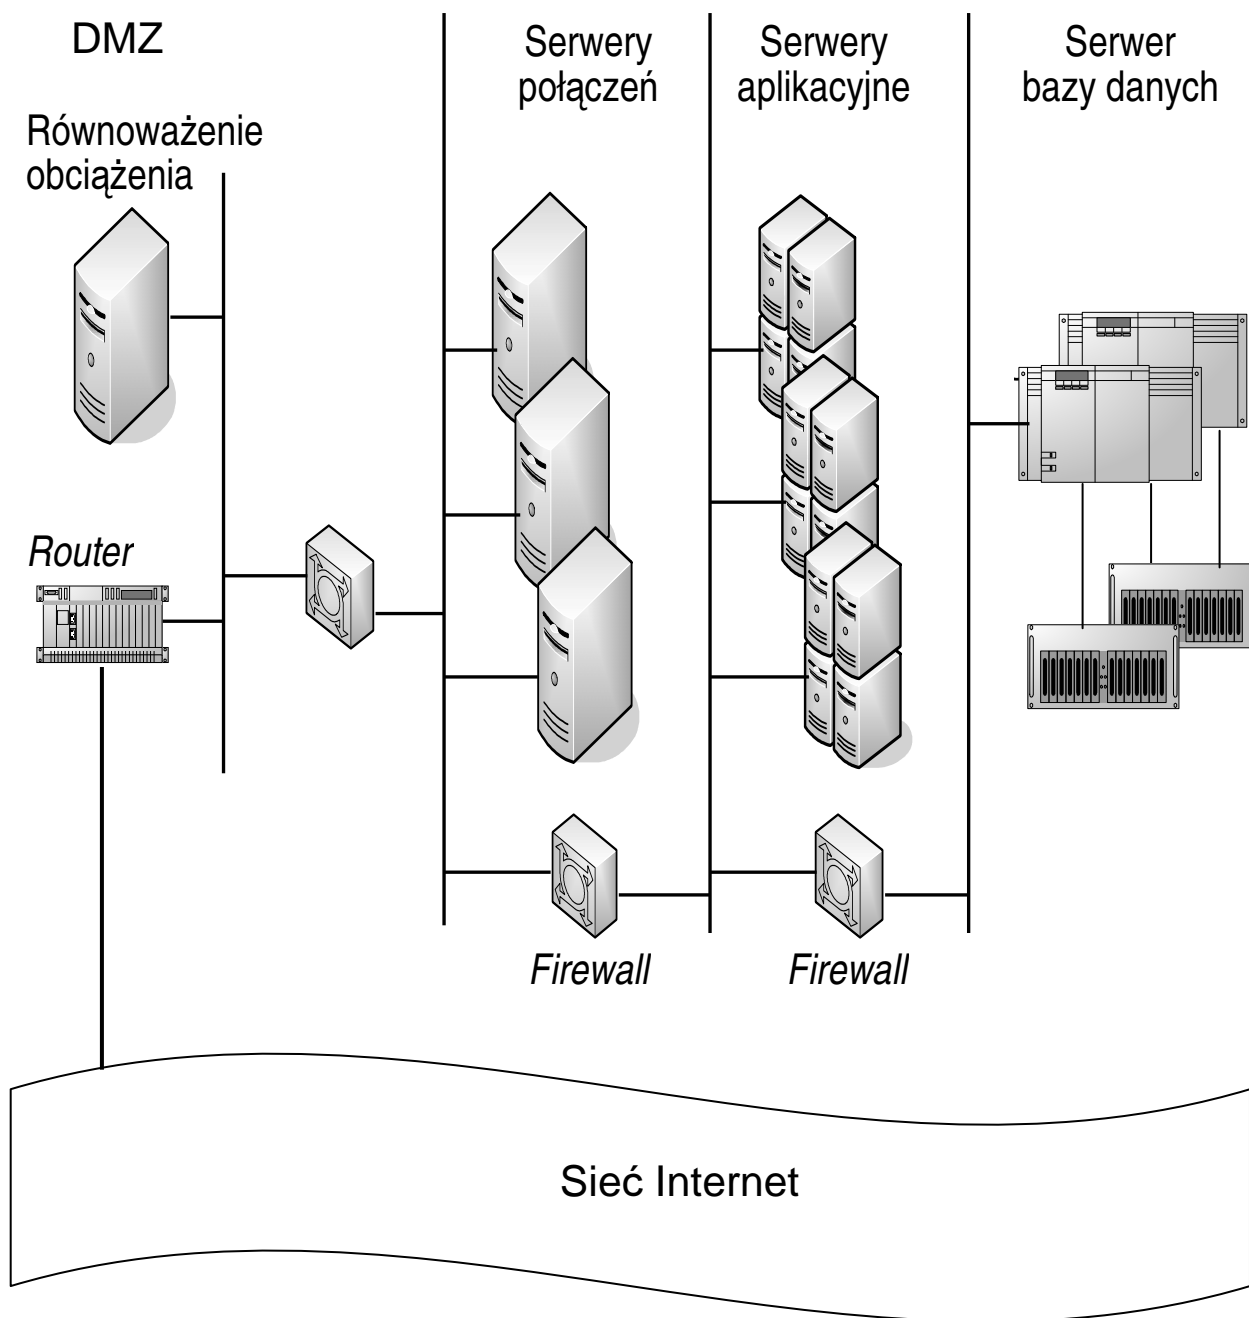 DMZ
Serwery
połączeń
Serwery
aplikacyjne
Serwer
bazy danych
Równoważenie
obciążenia
Router
Firewall
Firewall
Sieć Internet